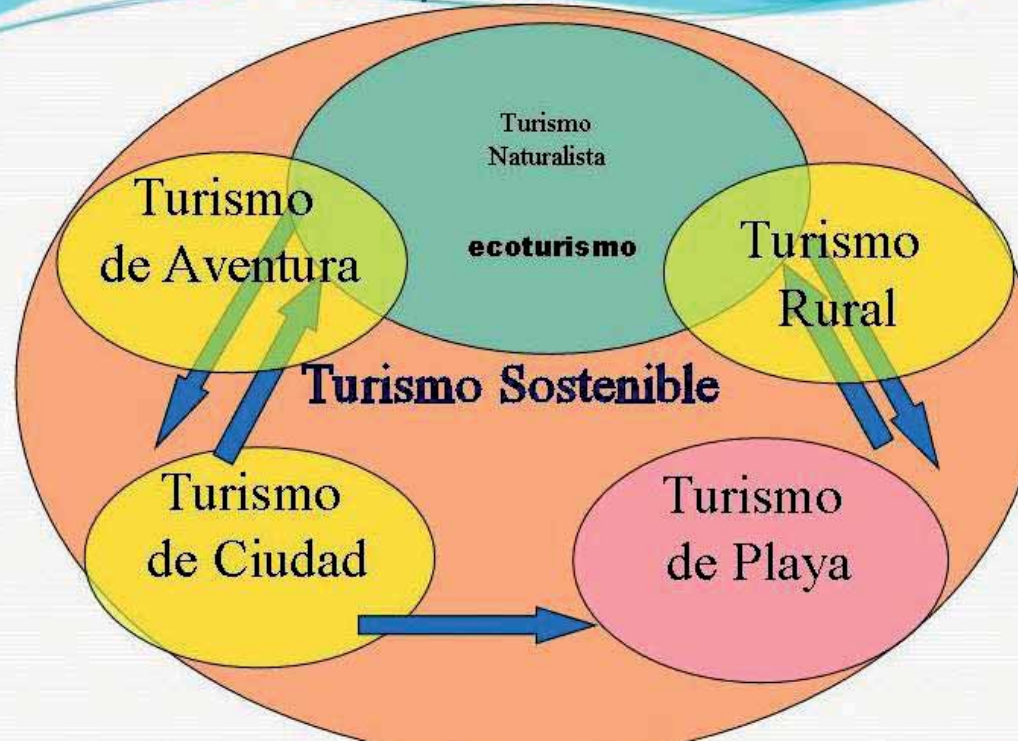 Turismo
Naturalista
ecoturismo
Turismo
de Aventura
Turismo
Rural
Turismo Sostenible
Turismo
de Ciudad
Turismo
de Playa